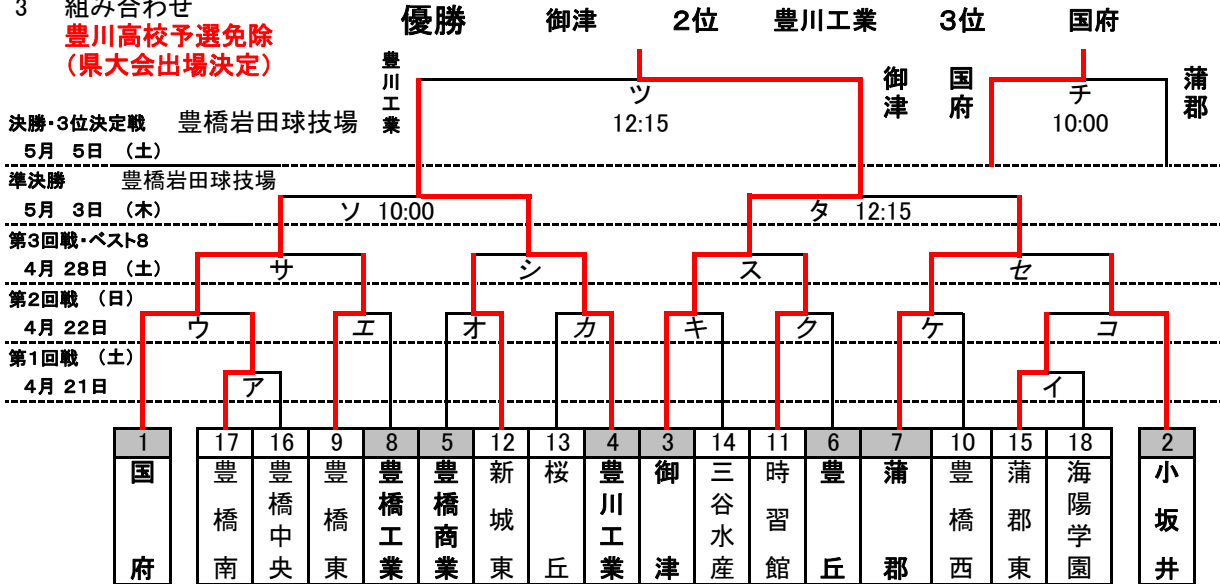 3 組み合わせ
優勝 御津 2位 豊川工業 3位 国府
豊川高校予選免除
(県大会出場決定)
豊川工業
御津
国府
蒲郡
ツ
12:15
チ
10:00
決勝・3位決定戦 豊橋岩田球技場
5月 5日 (土)
準決勝 豊橋岩田球技場
5月 3日 (木)
ソ 10:00
タ 12:15
第3回戦・ベスト8
4月 28日 (土)
サ シ ス セ
第2回戦 (日)
4月 22日
ウ エ オ カ キ ク ケ コ
第1回戦 (土)
4月 21日
ア イ
1 17 16 9 8 5 12 13 4 3 14 11 6 7 10 15 18 2
国府
豊橋南
豊橋中央
豊橋東
豊橋工業
豊橋商業
新城東
桜丘
豊川工業
御津
三谷水産
時習館
豊丘
蒲郡
豊橋西
蒲郡東
海陽学園
小坂井